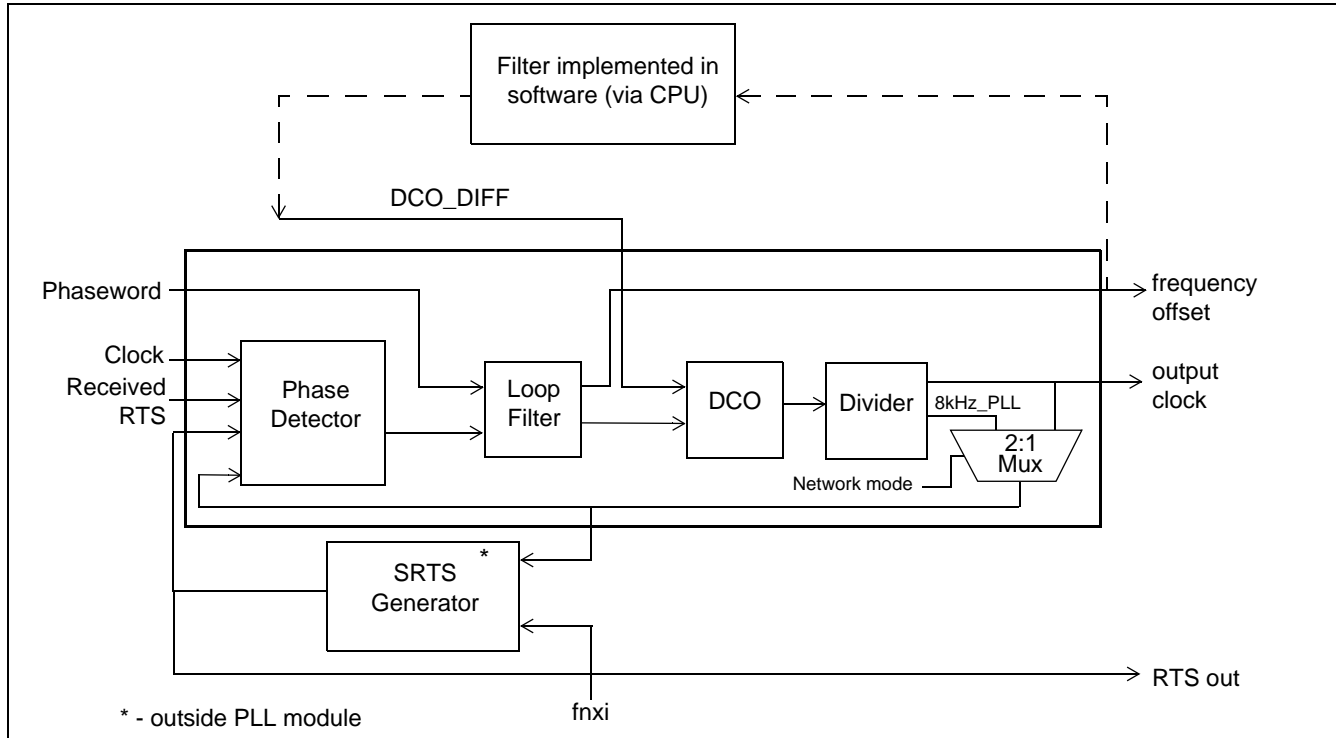 Filter implemented in
software (via CPU)
DCO_DIFF
Phaseword
frequency
offset
Clock
Received
RTS
Phase
Detector
Loop
Filter
DCO
Divider
output
clock
8kHz_PLL
2:1
Mux
Network mode
SRTS
Generator
*
RTS out
fnxi
* - outside PLL module